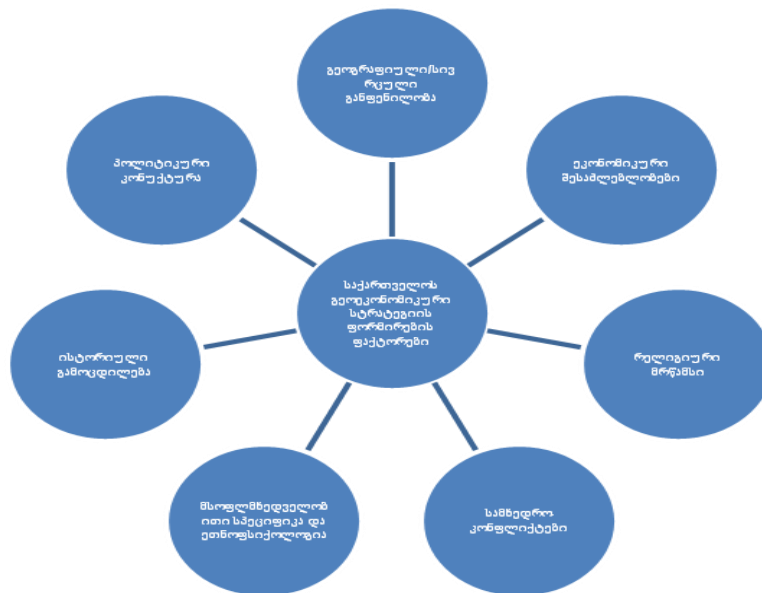 გეოგრაფიული/სივ
რცული
განფენილობა
პოლიტიკური
კონუქტურა
ეკონომიკური
შესაძლებლობები
საქართველოს
გეოეკონომიკური
სტრატეგიის
ფორმირების
ფაქტორები
ისტორიული
გამოცდილება
რელიგიური
მრწამსი
მსოფლმხედველობ
ითი სპეციფიკა და
ეთნოფსიქოლოგია
სამხედრო
კონფლიქტები